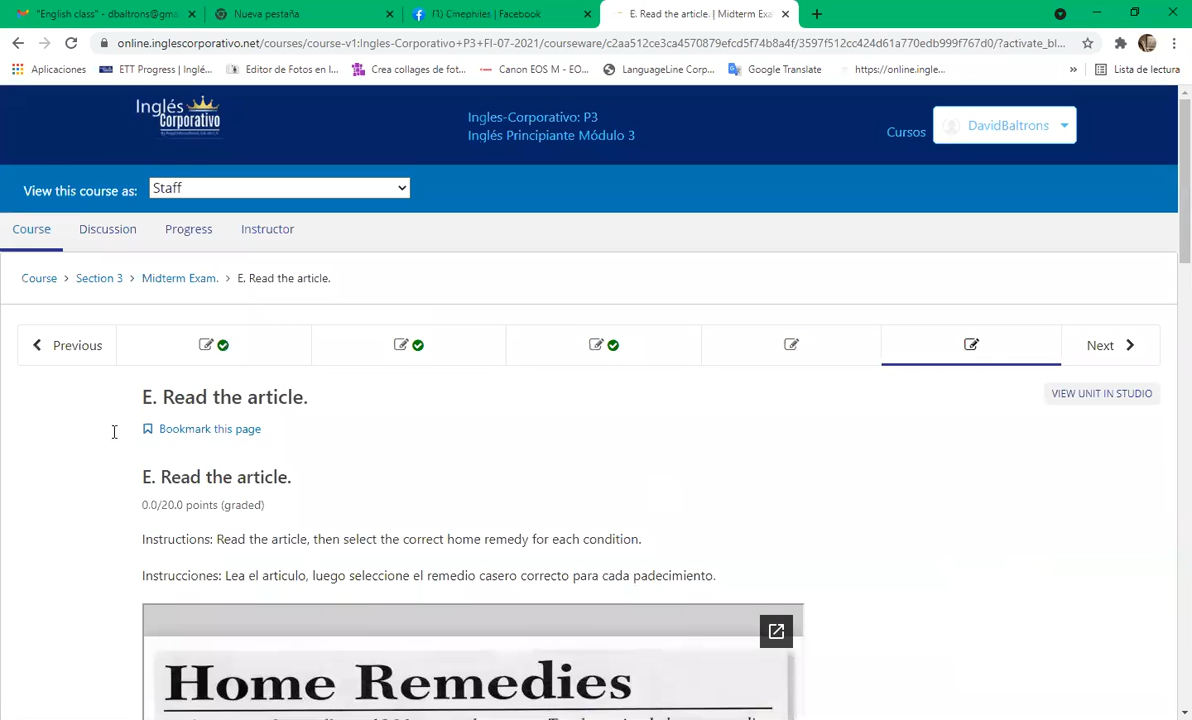 "English class" - dbaltrons@gma
Nueva pestaña
(1) Cinephiles | Facebook
E. Read the article. | Midterm Exa
online.inglescorporativo.net/courses/course-v1:Ingles-Corporativo+P3+FI-07-2021/courseware/c2aa512ce3ca4570879efcd5f74b8a4f/3597f512cc424d61a770edb999f767d0/?activate_bl...
Aplicaciones
ETT Progress | Inglé...
Editor de Fotos en l...
Crea collages de fot...
Canon EOS M - EO...
LanguageLine Corp...
Google Translate
https://online.ingle...
Lista de lectura
Inglés
Corporativo
Ingles-Corporativo: P3
Inglés Principiante Módulo 3
Cursos
DavidBaltrons
View this course as:
Staff
Course
Discussion
Progress
Instructor
Course > Section 3 > Midterm Exam. > E. Read the article.
Previous
Next
E. Read the article.
VIEW UNIT IN STUDIO
Bookmark this page
E. Read the article.
0.0/20.0 points (graded)
Instructions: Read the article, then select the correct home remedy for each condition.
Instrucciones: Lea el articulo, luego seleccione el remedio casero correcto para cada padecimiento.
Home Remedies